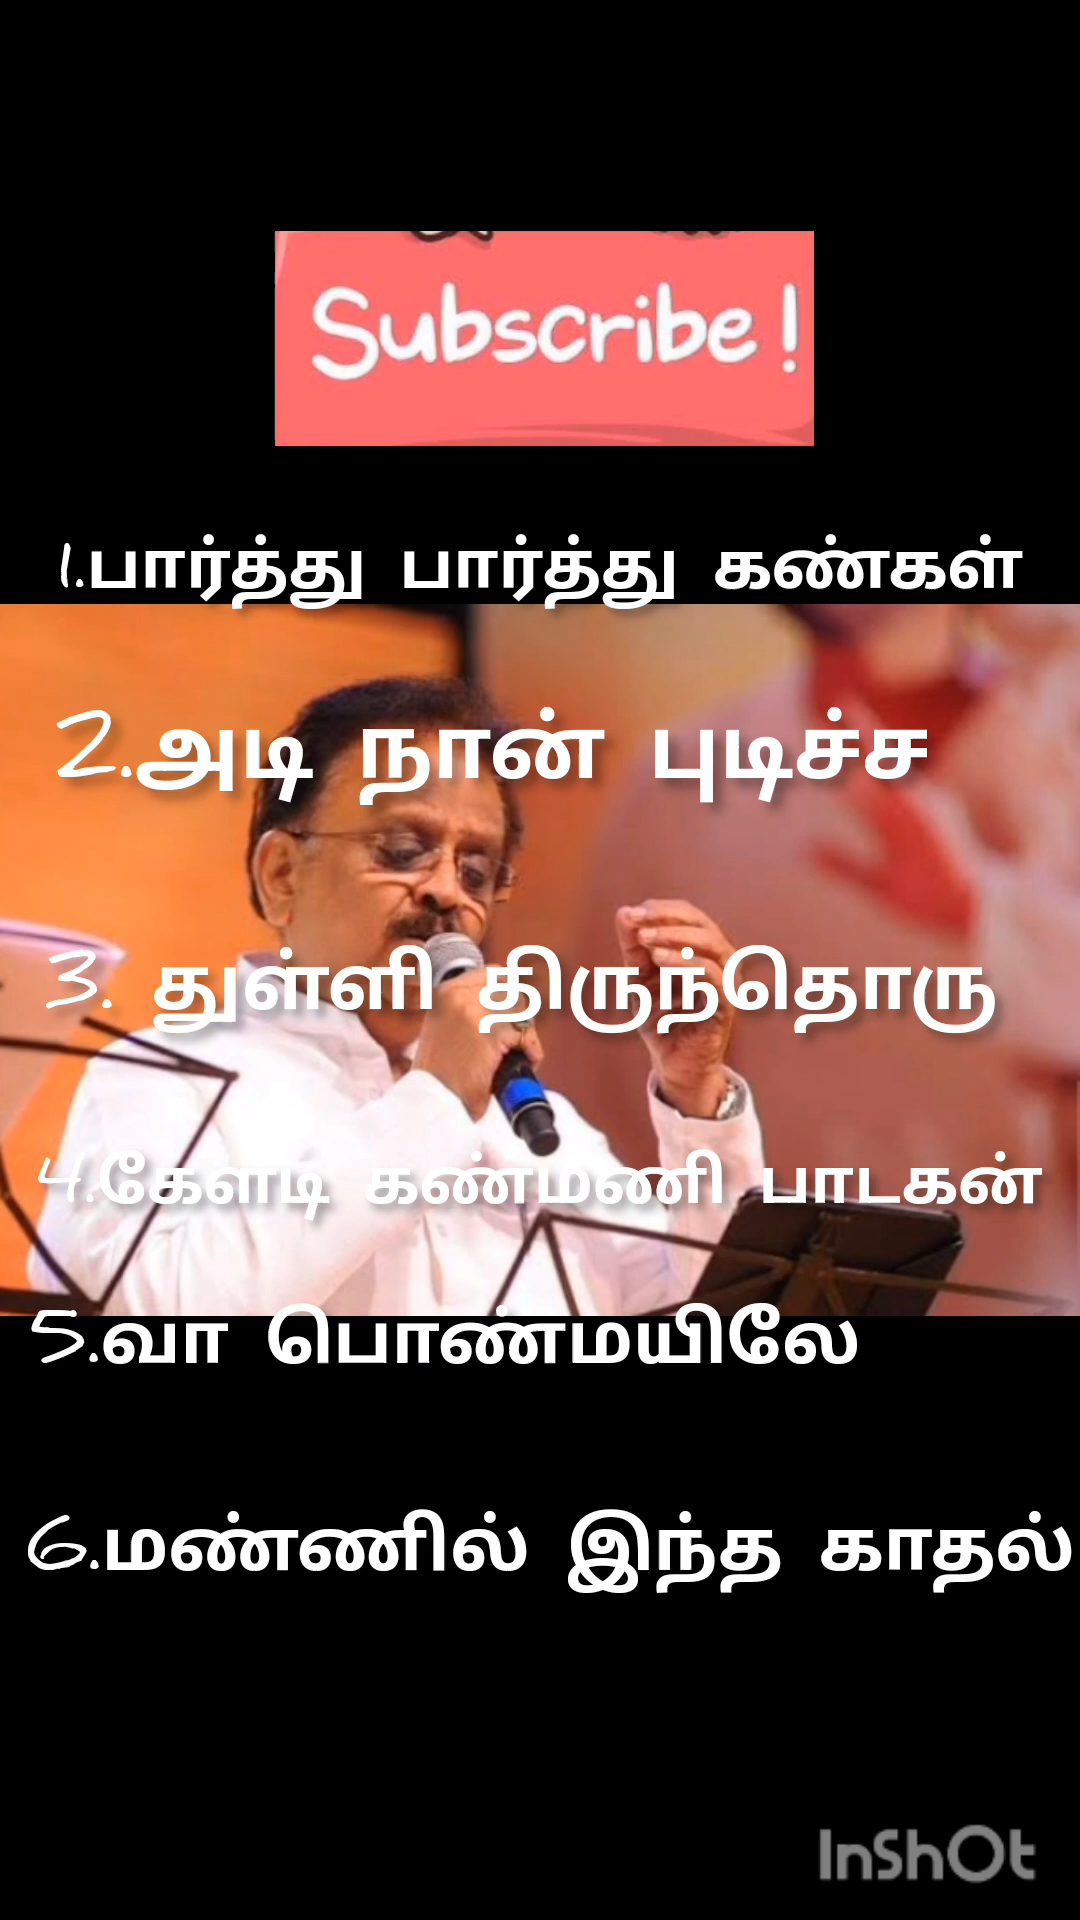 Subscribe!
1.பார்த்து பார்த்து கண்கள்
2.அடி நான் புடிச்ச
3. துள்ளி திருந்தொரு
4.கேளடி கண்மணி பாடகன்
5.வா பொண்மயிலே
6.மண்ணில் இந்த காதல்
InShOt